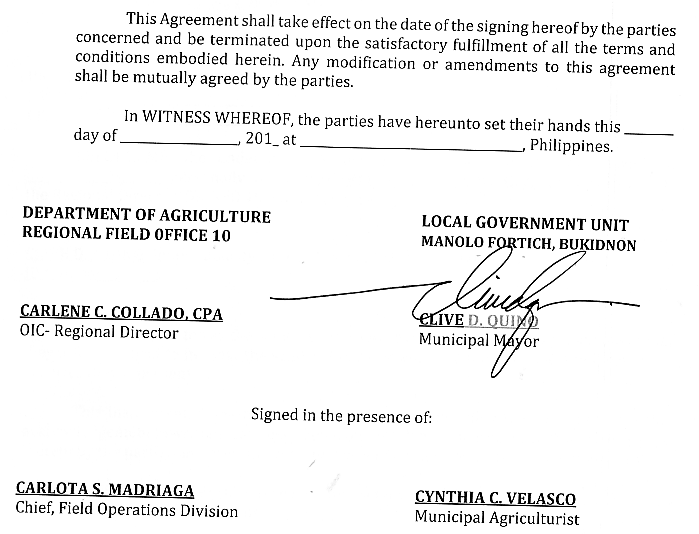 This Agreement shall take effect on the date of the signing hereof by the parties
concerned and be terminated upon the satisfactory fulfillment of all the terms and
conditions embodied herein. Any modification or amendments to this agreement
shall be mutually agreed by the parties.
In WITNESS WHEREOF, the parties have hereunto set their hands this ______
day of ______________, 201_ at ___________________________, Philippines.
DEPARTMENT OF AGRICULTURE
REGIONAL FIELD OFFICE 10
LOCAL GOVERNMENT UNIT
MANOLO FORTICH, BUKIDNON
CARLENE C. COLLADO, CPA
OIC- Regional Director
CLIVE D. QUINO
Municipal Mayor
Signed in the presence of:
CARLOTA S. MADRIAGA
Chief, Field Operations Division
CYNTHIA C. VELASCO
Municipal Agriculturist